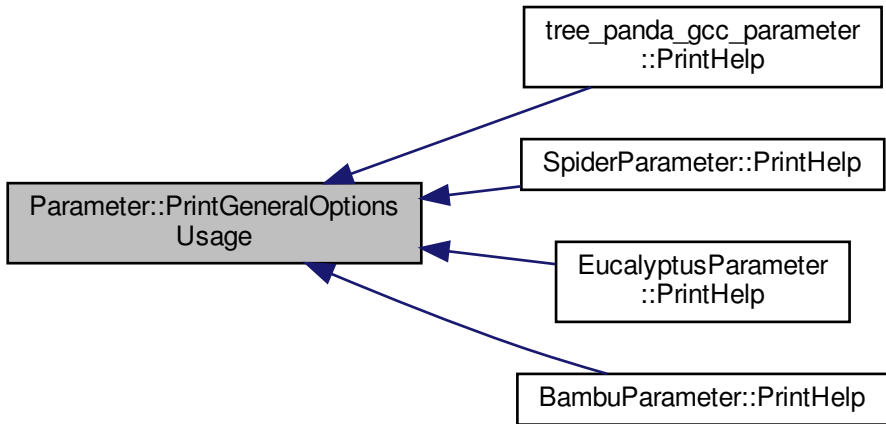 tree_panda_gcc_parameter
::PrintHelp
SpiderParameter::PrintHelp
Parameter::PrintGeneralOptions
Usage
EucalyptusParameter
::PrintHelp
BambuParameter::PrintHelp